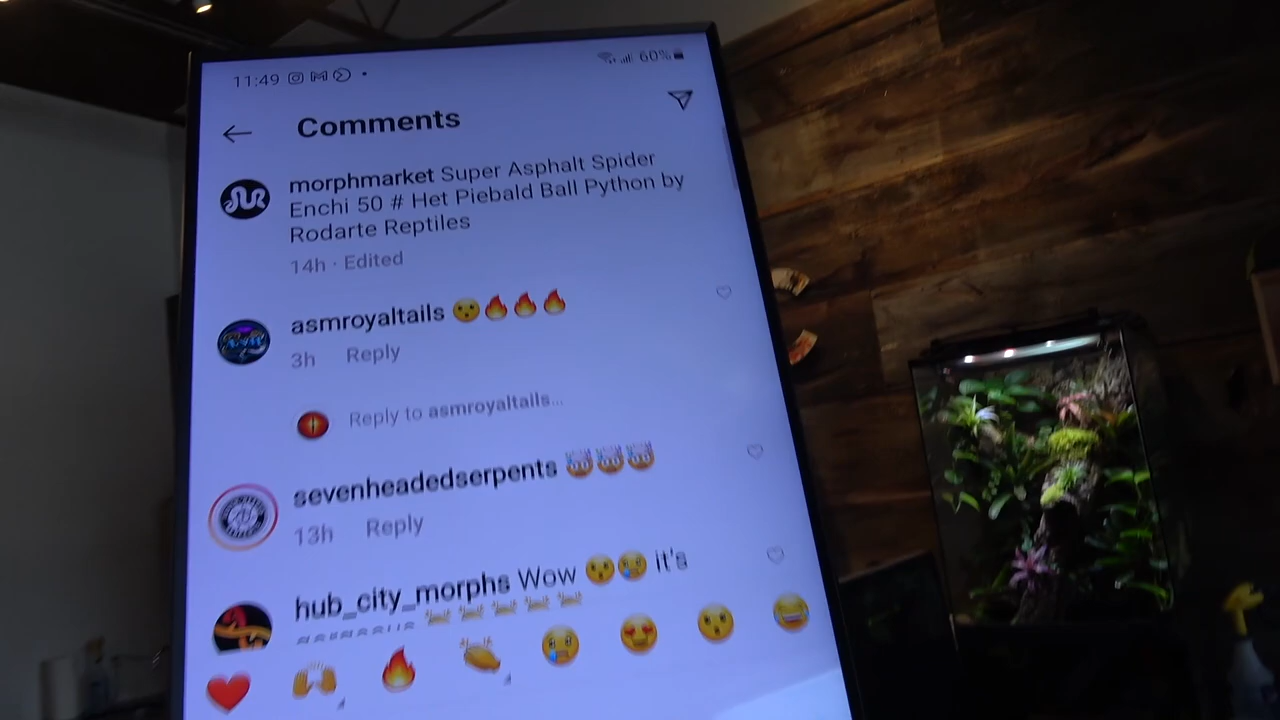 11:49 60%
Comments
morphmarket Super Asphalt Spider
Enchi 50 # Het Piebald Ball Python by
Rodarte Reptiles
14h · Edited
asmroyaltails 😯🔥🔥🔥
3h Reply
Reply to asmroyaltails...
sevenheadedserpents 🤯🤯🤯
13h Reply
hub_city_morphs Wow 😯😢 it's